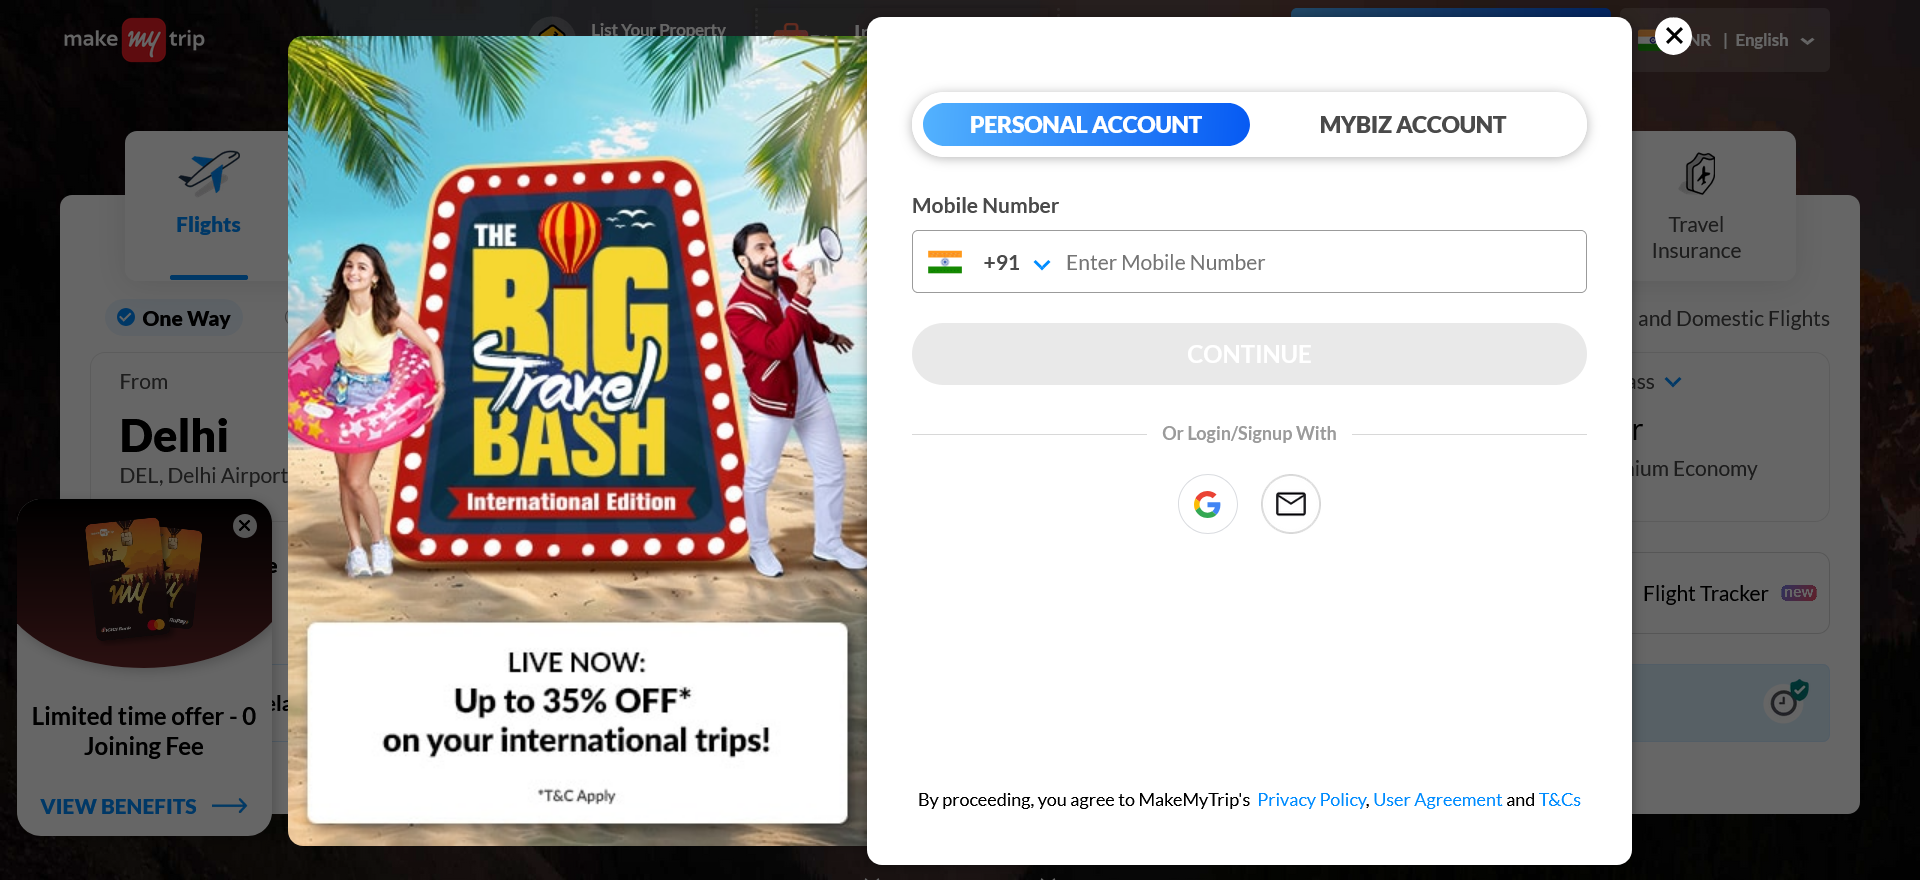 make my trip
List Your Property
NR | English
Flights
Travel
Insurance
One Way
and Domestic Flights
From
Delhi
DEL, Delhi Airport
nium Economy
Flight Tracker new
my
Limited time offer - 0
Joining Fee
VIEW BENEFITS
THE
BIG
Travel
BASH
International Edition
LIVE NOW:
Up to 35% OFF*
on your international trips!
*T&C Apply
PERSONAL ACCOUNT
MYBIZ ACCOUNT
Mobile Number
+91
Enter Mobile Number
CONTINUE
Or Login/Signup With
By proceeding, you agree to MakeMyTrip's Privacy Policy, User Agreement and T&Cs